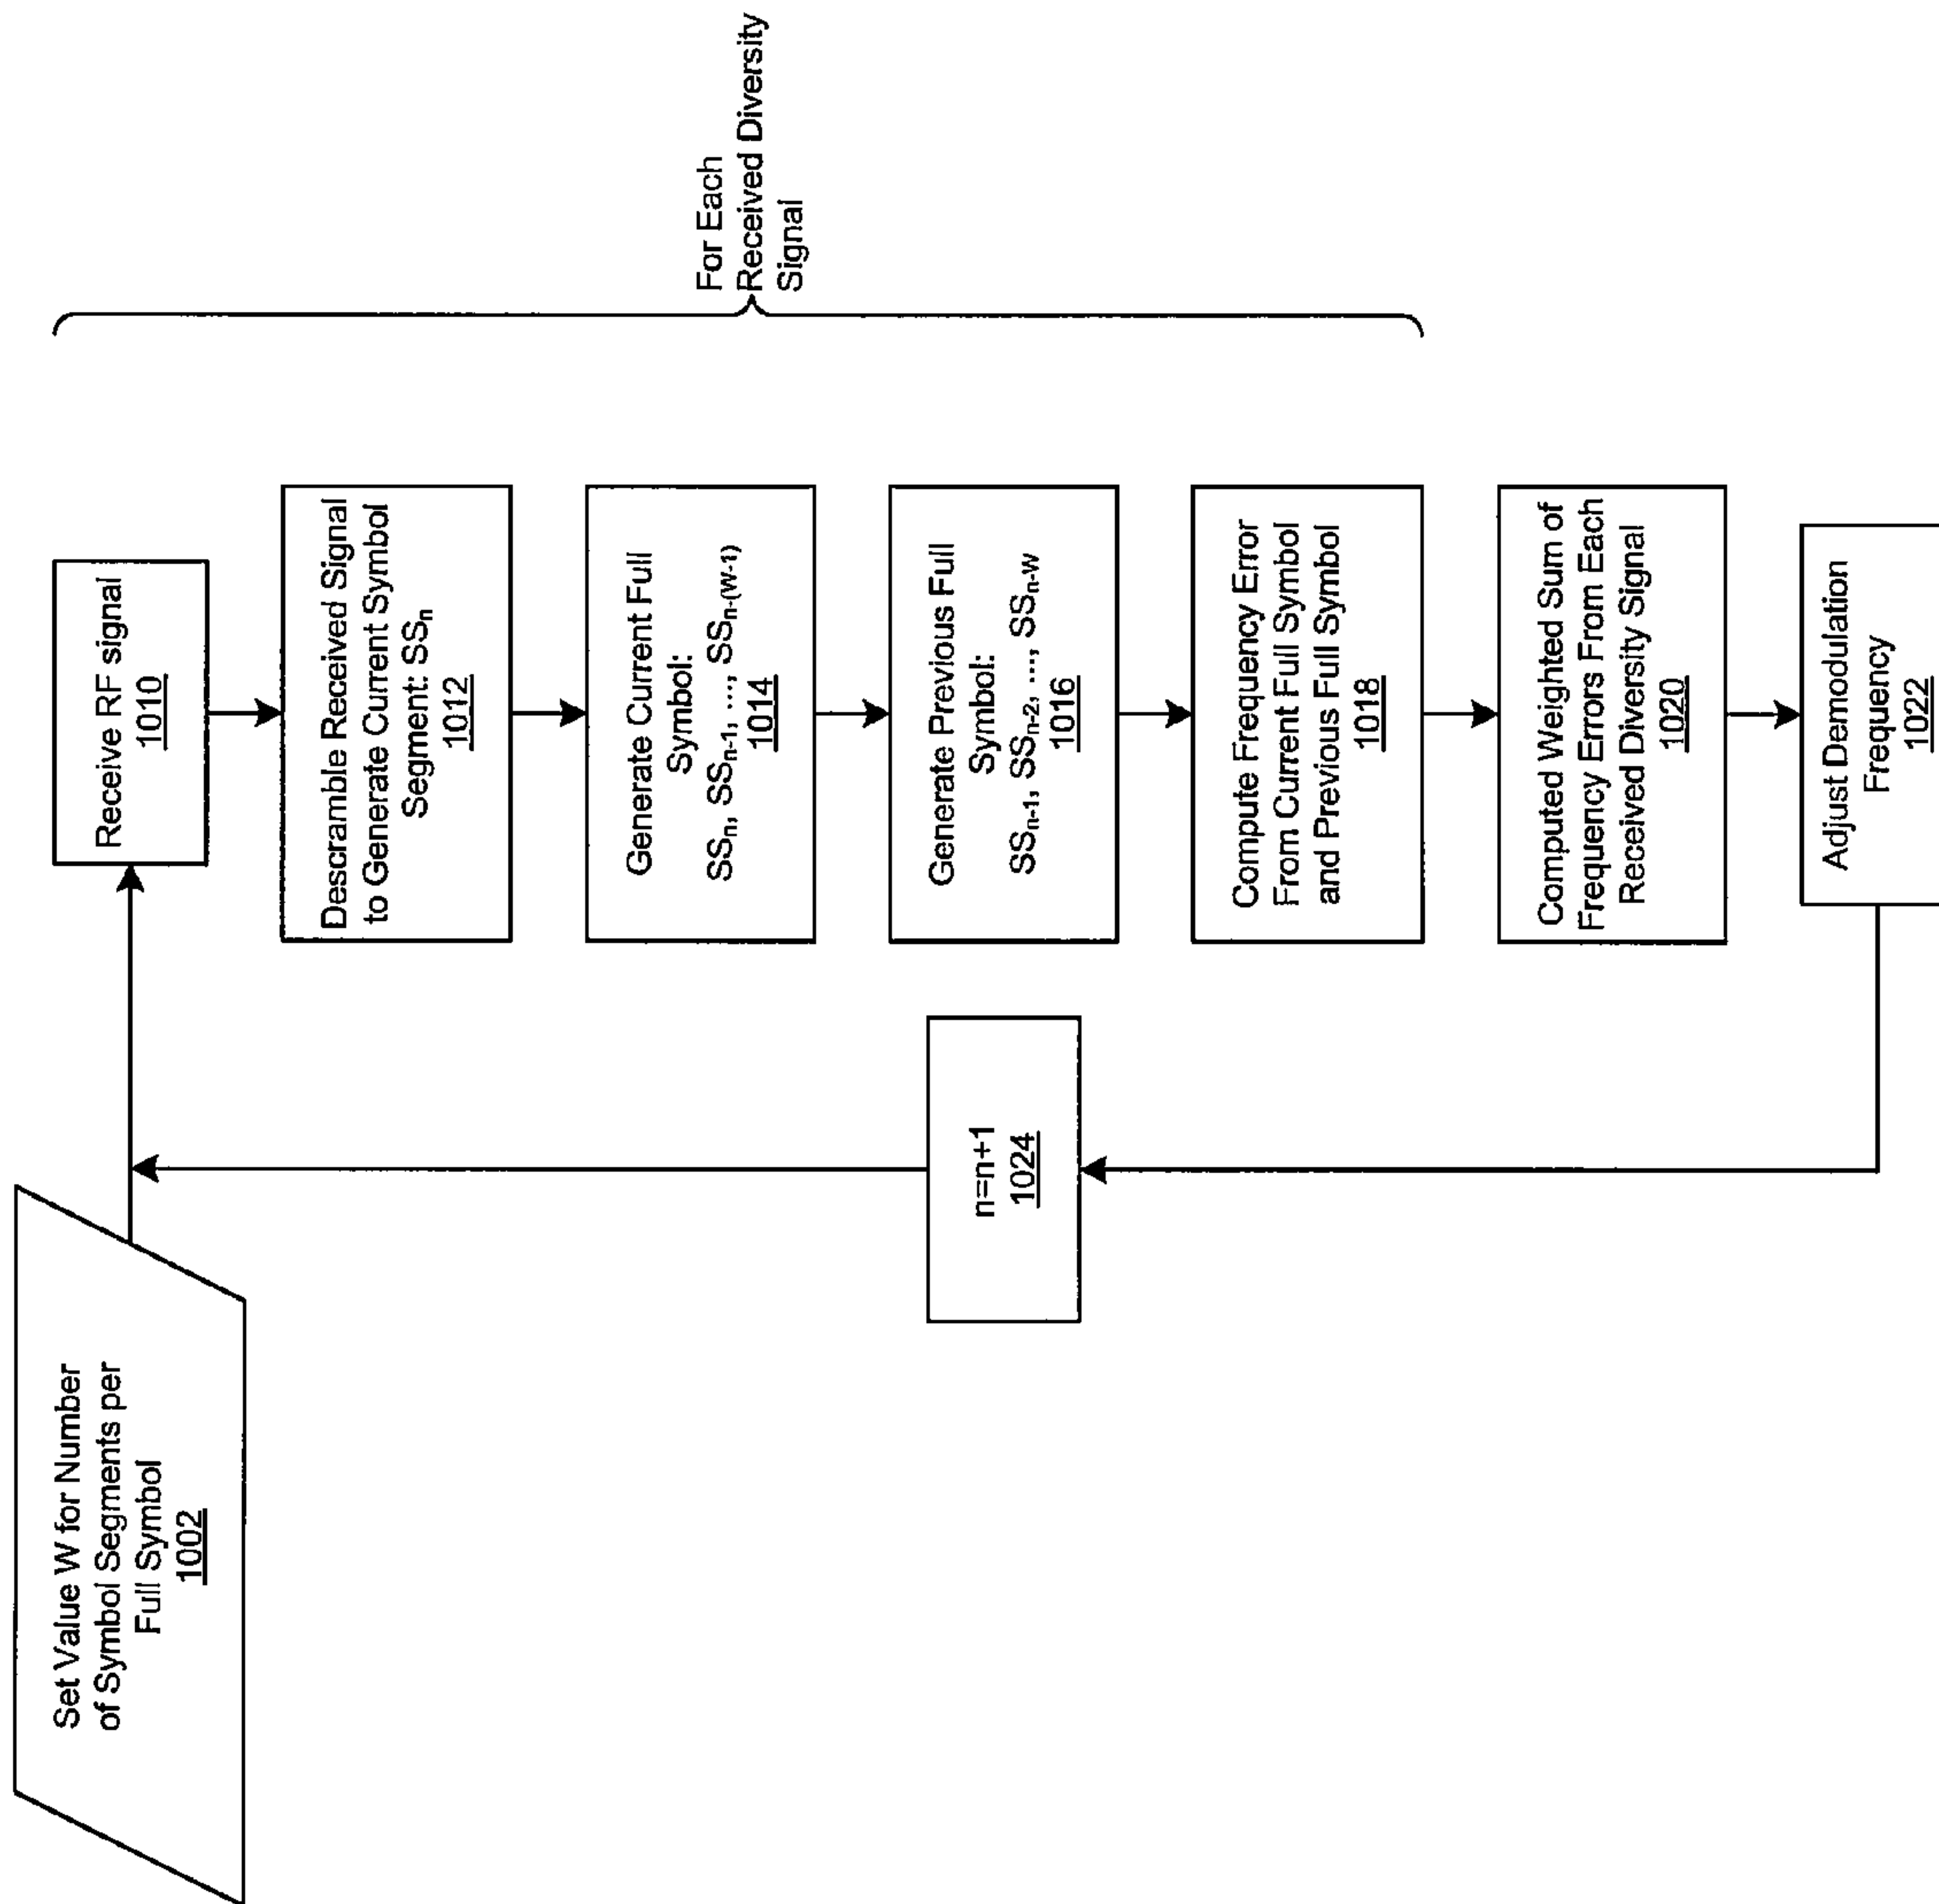 Set Value W for Number
of Symbol Segments per
Full Symbol
1002
Receive RF signal
1010
Descramble Received Signal
to Generate Current Symbol
Segment: SSₙ
1012
Generate Current Full
Symbol:
SSₙ, SSₙ₋₁, ..., SSₙ₋₍W₋₁₎
1014
Generate Previous Full
Symbol:
SSₙ₋₁, SSₙ₋₂, ..., SSₙ₋W
1016
Compute Frequency Error
From Current Full Symbol
and Previous Full Symbol
1018
Computed Weighted Sum of
Frequency Errors From Each
Received Diversity Signal
1020
Adjust Demodulation
Frequency
1022
n=n+1
1024
For Each
Received Diversity
Signal